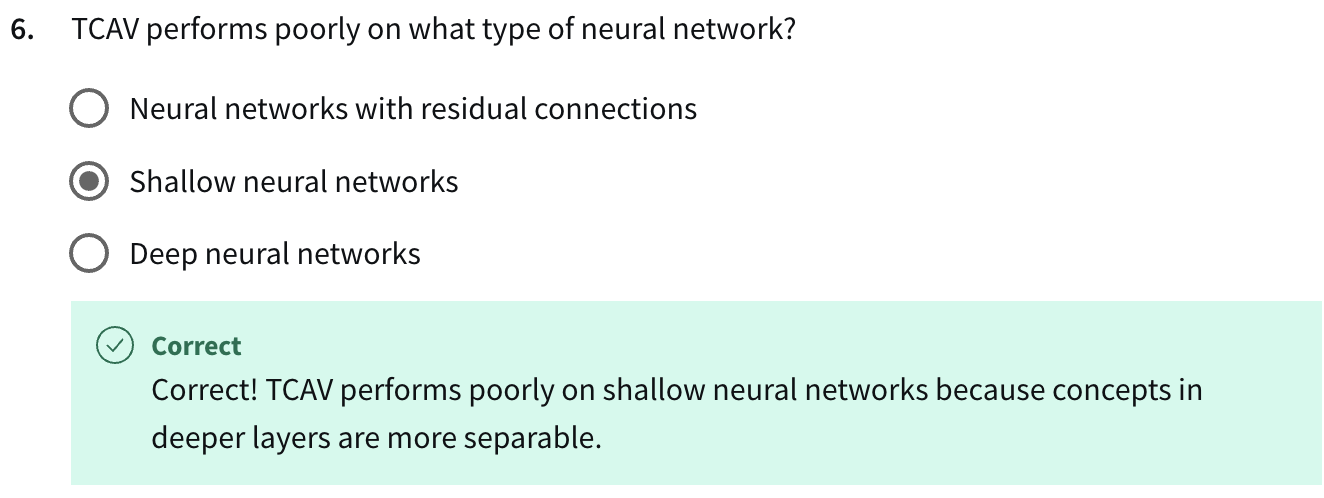 6. TCAV performs poorly on what type of neural network?
Neural networks with residual connections
Shallow neural networks
Deep neural networks
Correct
Correct! TCAV performs poorly on shallow neural networks because concepts in
deeper layers are more separable.